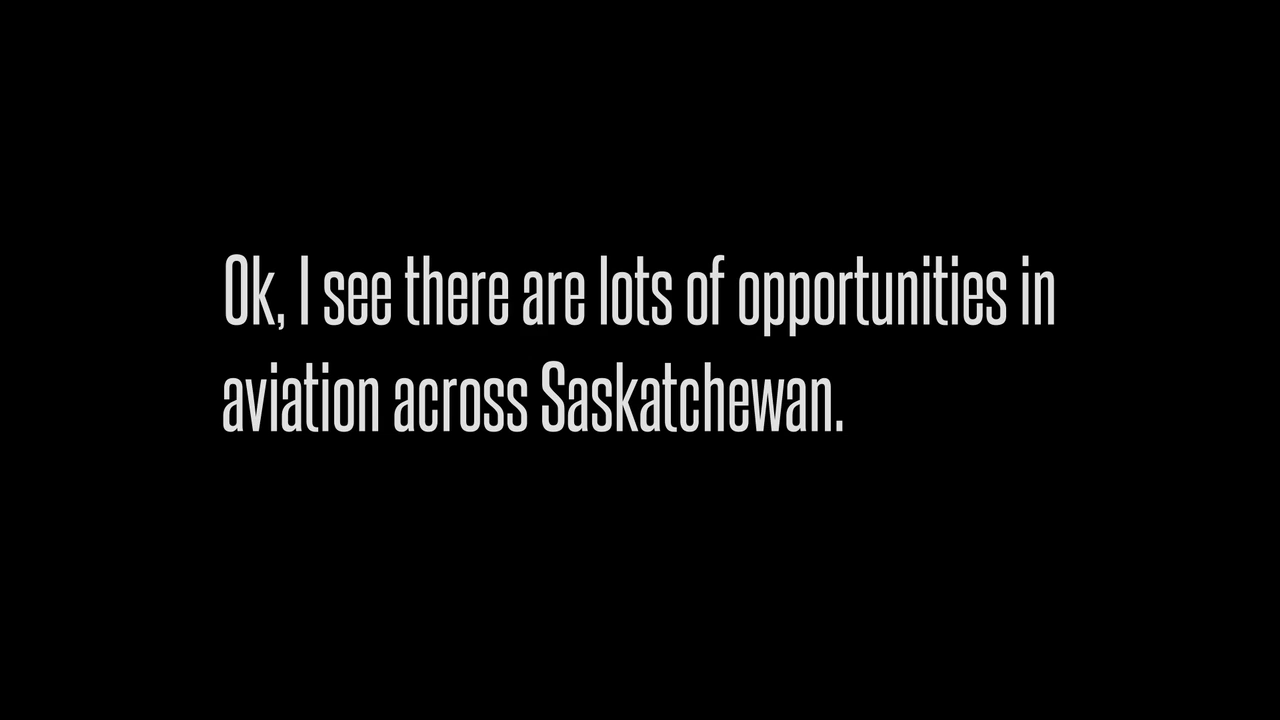 Ok, I see there are lots of opportunities in
aviation across Saskatchewan.